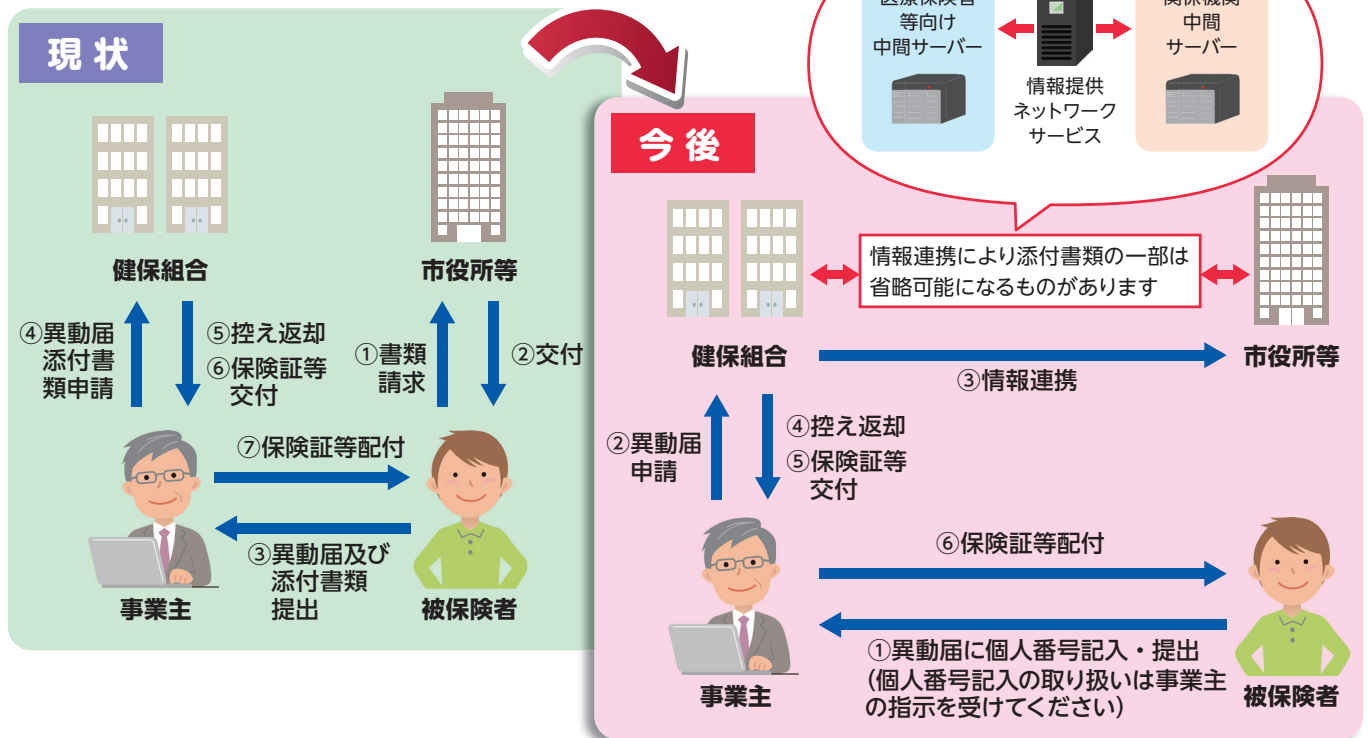 現状
健保組合
市役所等
④異動届
添付書
類申請
⑤控え返却
⑥保険証等
交付
①書類
請求
②交付
⑦保険証等配付
③異動届及び
添付書類
提出
事業主
被保険者
今後
等向け
中間サーバー
情報提供
ネットワーク
サービス
中間
サーバー
情報連携により添付書類の一部は
省略可能になるものがあります
健保組合
市役所等
③情報連携
②異動届
申請
④控え返却
⑤保険証等
交付
⑥保険証等配付
①異動届に個人番号記入・提出
(個人番号記入の取り扱いは事業主
の指示を受けてください)
事業主
被保険者